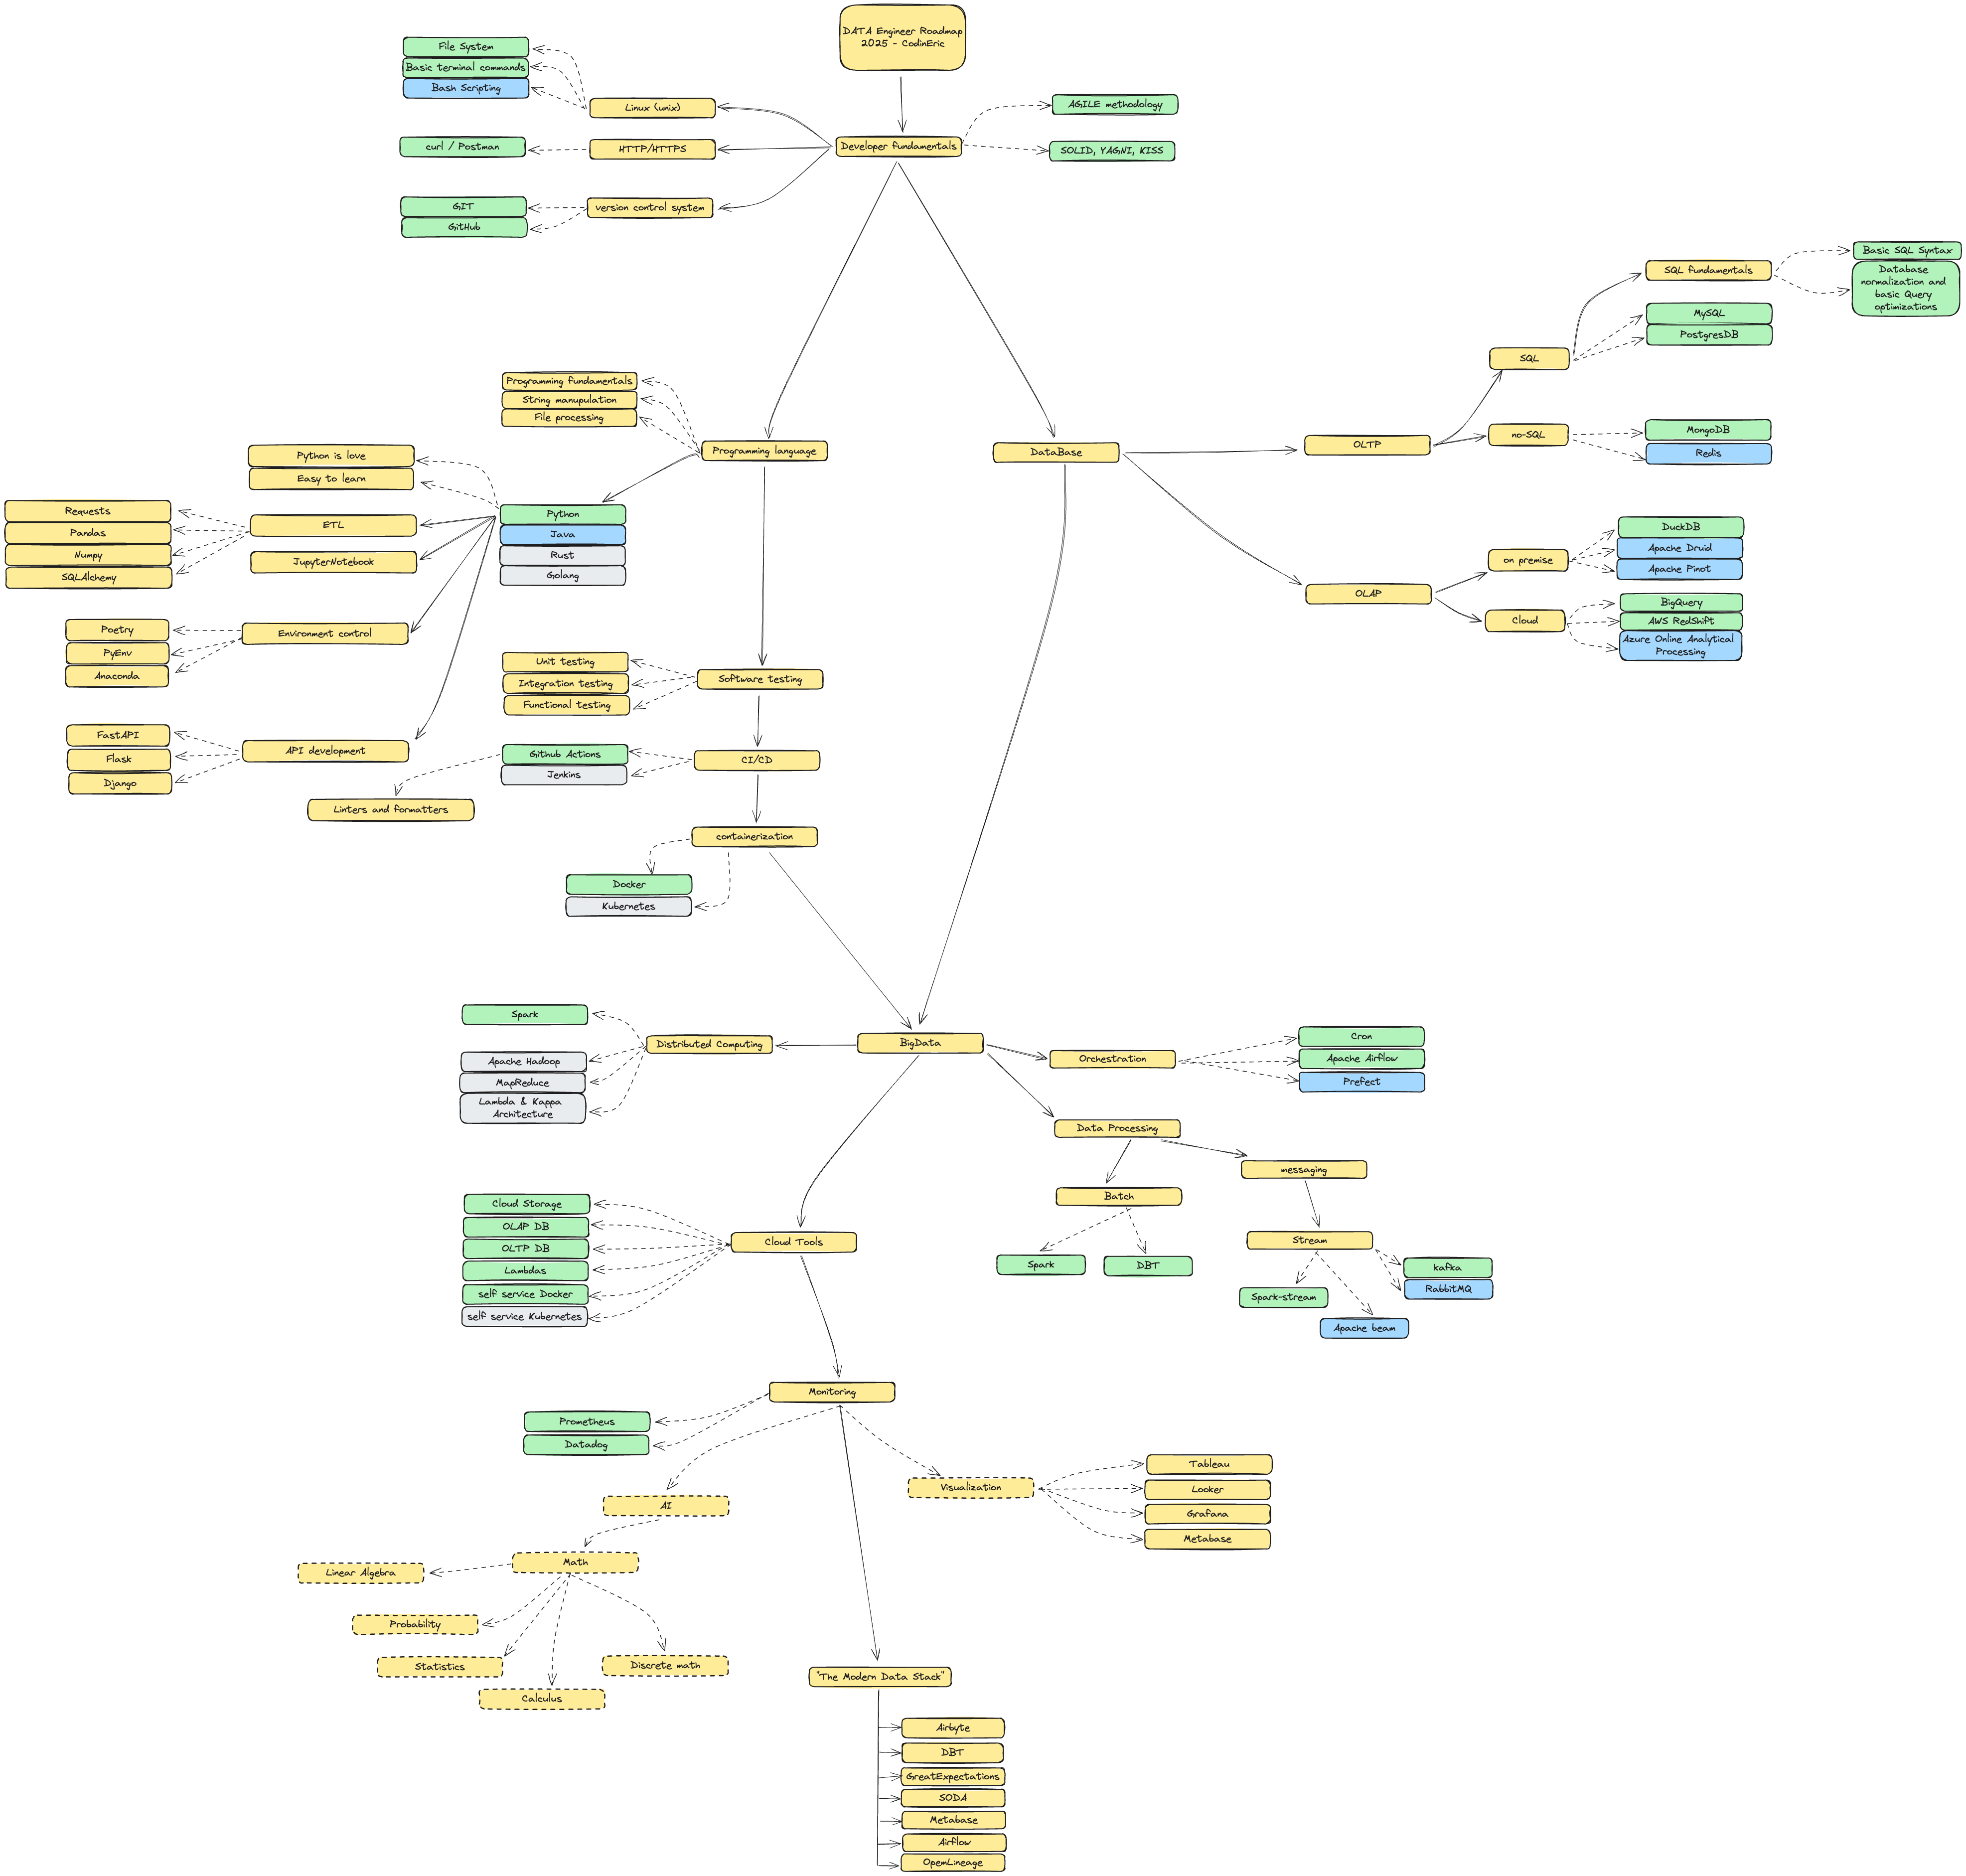 DATA Engineer Roadmap
2025 - CodinEric
File System
Basic terminal commands
Bash Scripting
Linux (unix)
AGILE methodology
curl / Postman
HTTP/HTTPS
Developer fundamentals
SOLID, YAGNI, KISS
GIT
GitHub
version control system
Basic SQL Syntax
SQL fundamentals
Database
normalization and
basic Query
optimizations
MySQL
PostgresDB
SQL
Programming fundamentals
String manupulation
File processing
Programming language
DataBase
OLTP
no-SQL
MongoDB
Redis
Python is love
Easy to learn
Requests
Pandas
Numpy
SQLAlchemy
ETL
JupyterNotebook
Python
Java
Rust
Golang
DuckDB
Apache Druid
Apache Pinot
on premise
OLAP
Cloud
BigQuery
AWS RedShift
Azure Online Analytical
Processing
Poetry
PyEnv
Anaconda
Environment control
Unit testing
Integration testing
Functional testing
Software testing
FastAPI
Flask
Django
API development
Github Actions
Jenkins
CI/CD
Linters and formatters
containerization
Docker
Kubernetes
Spark
Apache Hadoop
MapReduce
Lambda & Kappa
Architecture
Distributed Computing
BigData
Orchestration
Cron
Apache Airflow
Prefect
Data Processing
messaging
Batch
Spark
DBT
Stream
kafka
RabbitMQ
Spark-stream
Apache beam
Cloud Storage
OLAP DB
OLTP DB
Lambdas
self service Docker
self service Kubernetes
Cloud Tools
Monitoring
Prometheus
Datadog
AI
Visualization
Tableau
Looker
Grafana
Metabase
Math
Linear Algebra
Probability
Statistics
Calculus
Discrete math
"The Modern Data Stack"
Airbyte
DBT
GreatExpectations
SODA
Metabase
Airflow
OpemLineage